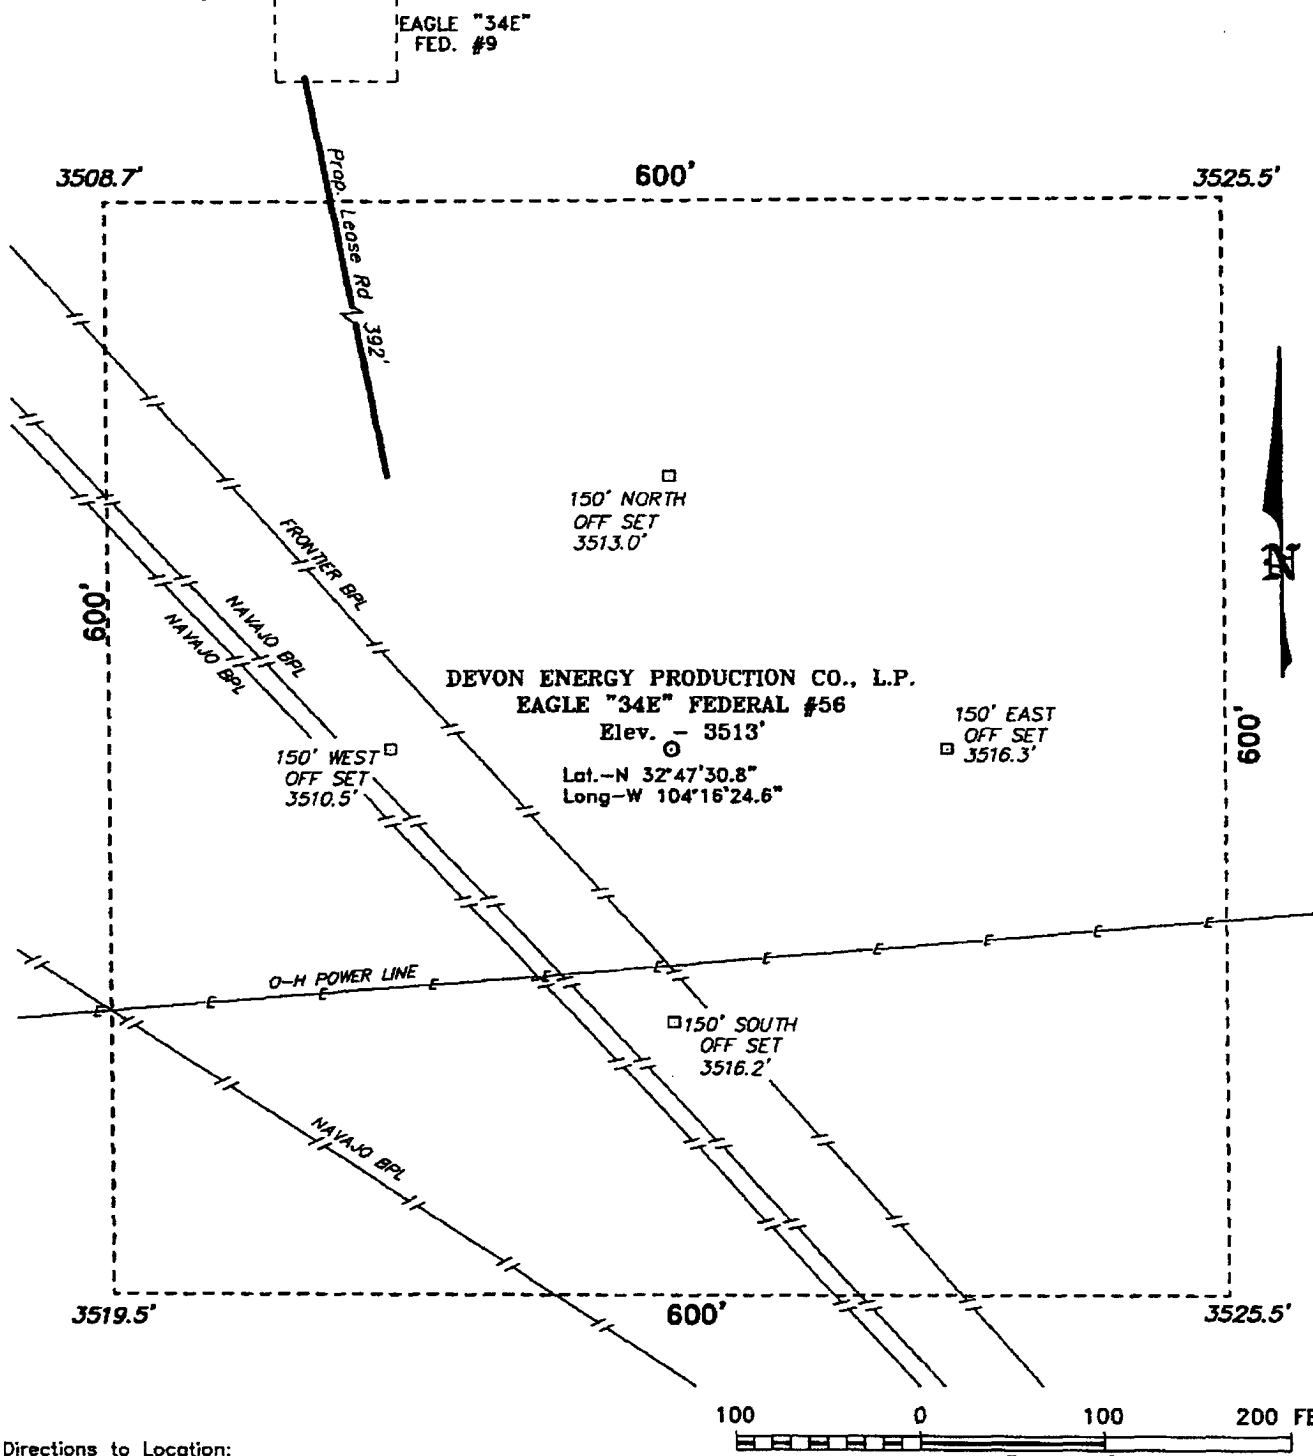 EAGLE "34E"
FED. #9
3508.7'
600'
3525.5'
Prop. Lease Rd 392'
150' NORTH
OFF SET
3513.0'
FRONTIER BPL
600'
NAVAJO BPL
NAVAJO BPL
N
DEVON ENERGY PRODUCTION CO., L.P.
EAGLE "34E" FEDERAL #56
Elev. - 3513'
Lat.-N 32°47'30.8"
Long-W 104°16'24.6"
150' WEST
OFF SET
3510.5'
150' EAST
OFF SET
3516.3'
600'
E E E E E E E E E E E
O-H POWER LINE
150' SOUTH
OFF SET
3516.2'
NAVAJO BPL
3519.5'
600'
3525.5'
100 0 100 200 FE
Directions to Location: